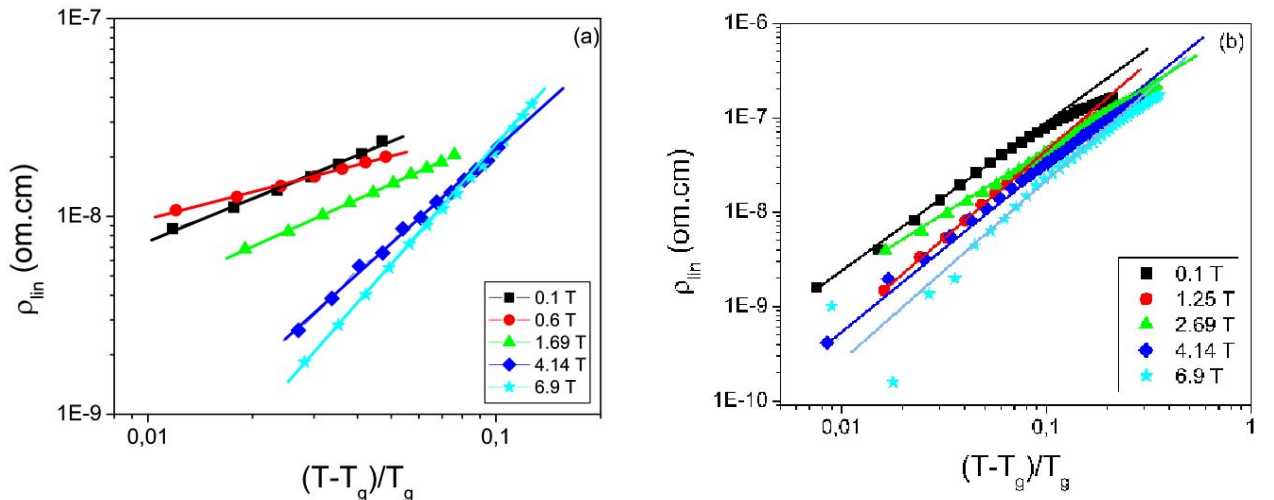 (a)
1E-7
1E-8
1E-9
ρlin (om.cm)
0.1 T
0.6 T
1.69 T
4.14 T
6.9 T
0,01
0,1
(T-Tg)/Tg
(b)
1E-6
1E-7
1E-8
1E-9
1E-10
ρlin (om.cm)
0.1 T
1.25 T
2.69 T
4.14 T
6.9 T
0,01
0,1
1
(T-Tg)/Tg